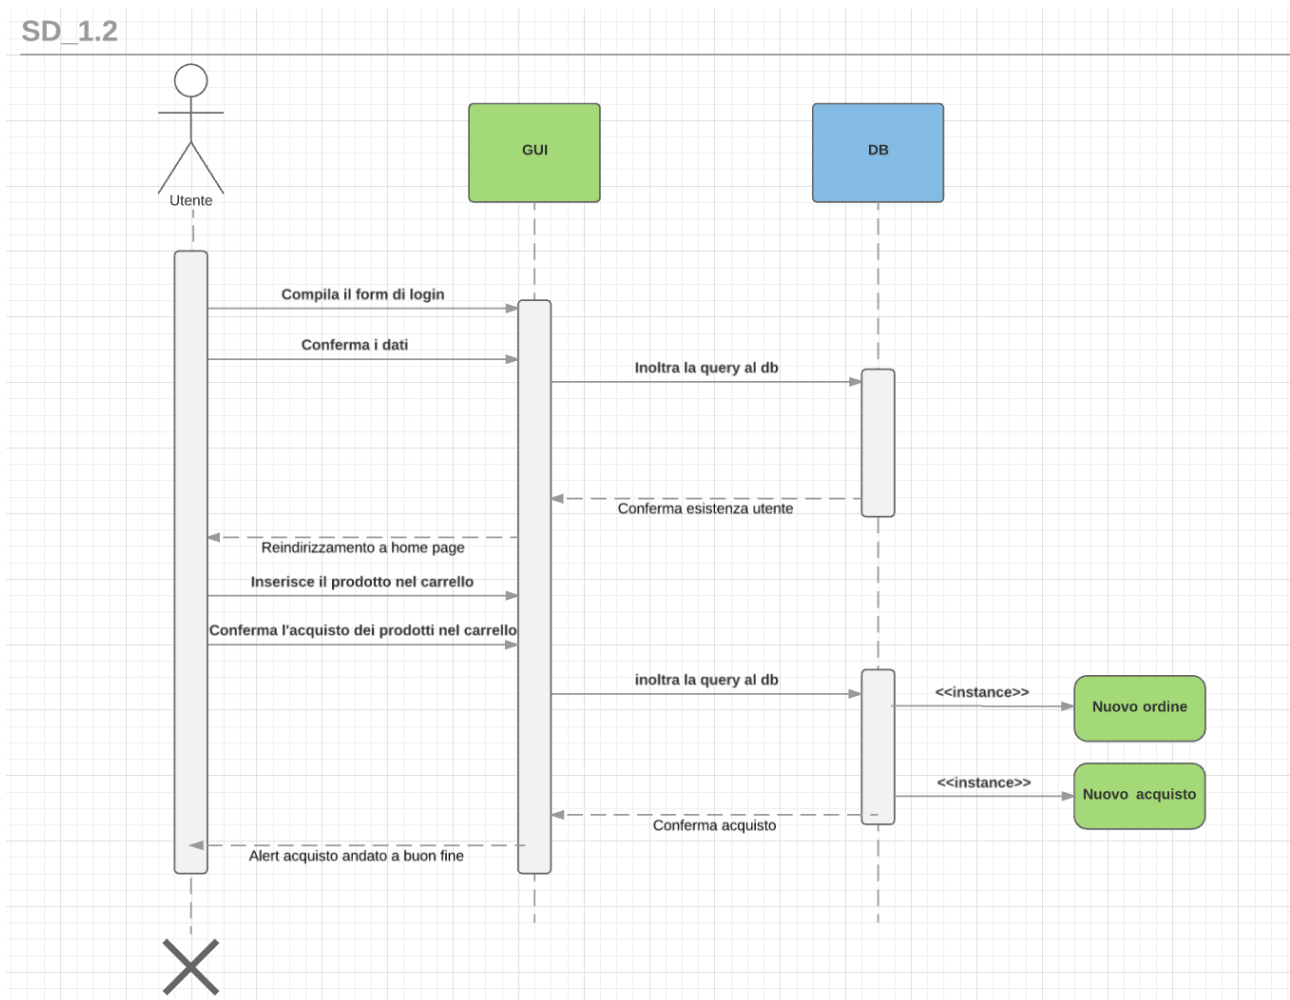 SD_1.2
Utente
GUI
DB
Compila il form di login
Conferma i dati
Inoltra la query al db
Conferma esistenza utente
Reindirizzamento a home page
Inserisce il prodotto nel carrello
Conferma l'acquisto dei prodotti nel carrello
inoltra la query al db
<<instance>>
Nuovo ordine
<<instance>>
Nuovo acquisto
Conferma acquisto
Alert acquisto andato a buon fine